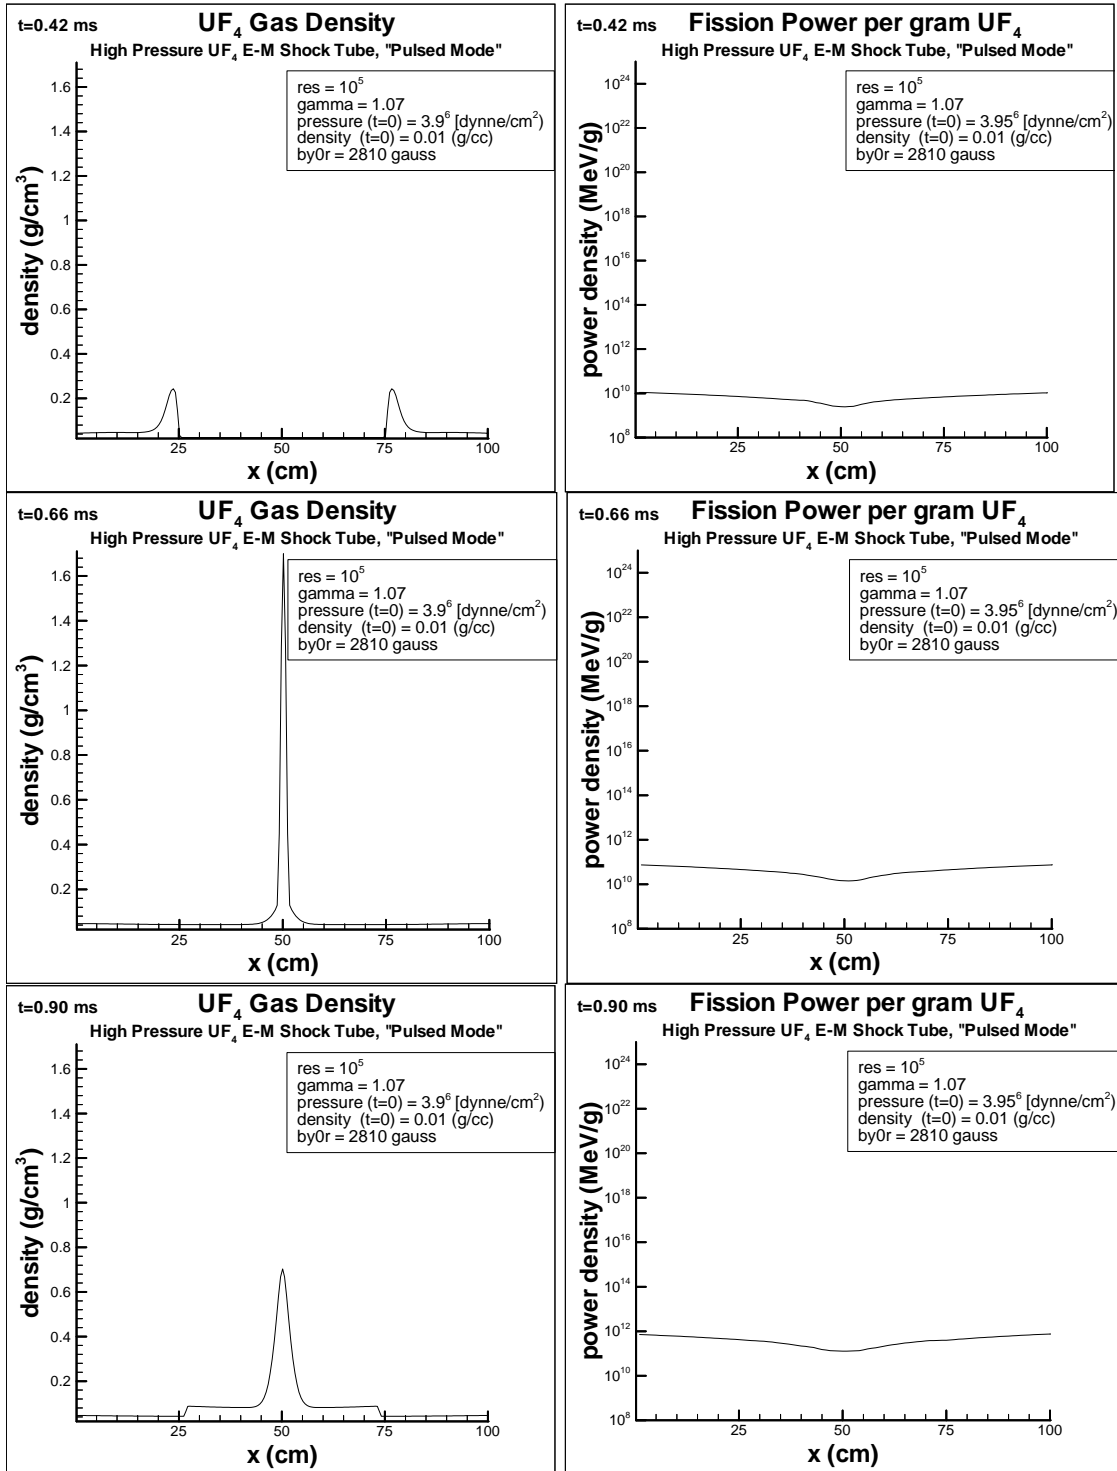 t=0.42 ms
UF4 Gas Density
High Pressure UF4 E-M Shock Tube, "Pulsed Mode"
res = 10^5
gamma = 1.07
pressure (t=0) = 3.9^6 [dynne/cm^2)
density (t=0) = 0.01 (g/cc)
by0r = 2810 gauss
density (g/cm^3)
1.6
1.4
1.2
1
0.8
0.6
0.4
0.2
25 50 75 100
x (cm)
t=0.42 ms
Fission Power per gram UF4
High Pressure UF4 E-M Shock Tube, "Pulsed Mode"
res = 10^5
gamma = 1.07
pressure (t=0) = 3.95^6 [dynne/cm^2)
density (t=0) = 0.01 (g/cc)
by0r = 2810 gauss
power density (MeV/g)
10^24
10^22
10^20
10^18
10^16
10^14
10^12
10^10
10^8
25 50 75 100
x (cm)
t=0.66 ms
UF4 Gas Density
High Pressure UF4 E-M Shock Tube, "Pulsed Mode"
res = 10^5
gamma = 1.07
pressure (t=0) = 3.9^6 [dynne/cm^2)
density (t=0) = 0.01 (g/cc)
by0r = 2810 gauss
density (g/cm^3)
1.6
1.4
1.2
1
0.8
0.6
0.4
0.2
25 50 75 100
x (cm)
t=0.66 ms
Fission Power per gram UF4
High Pressure UF4 E-M Shock Tube, "Pulsed Mode"
res = 10^5
gamma = 1.07
pressure (t=0) = 3.95^6 [dynne/cm^2)
density (t=0) = 0.01 (g/cc)
by0r = 2810 gauss
power density (MeV/g)
10^24
10^22
10^20
10^18
10^16
10^14
10^12
10^10
10^8
25 50 75 100
x (cm)
t=0.90 ms
UF4 Gas Density
High Pressure UF4 E-M Shock Tube, "Pulsed Mode"
res = 10^5
gamma = 1.07
pressure (t=0) = 3.9^6 [dynne/cm^2)
density (t=0) = 0.01 (g/cc)
by0r = 2810 gauss
density (g/cm^3)
1.6
1.4
1.2
1
0.8
0.6
0.4
0.2
25 50 75 100
x (cm)
t=0.90 ms
Fission Power per gram UF4
High Pressure UF4 E-M Shock Tube, "Pulsed Mode"
res = 10^5
gamma = 1.07
pressure (t=0) = 3.95^6 [dynne/cm^2)
density (t=0) = 0.01 (g/cc)
by0r = 2810 gauss
power density (MeV/g)
10^24
10^22
10^20
10^18
10^16
10^14
10^12
10^10
10^8
25 50 75 100
x (cm)